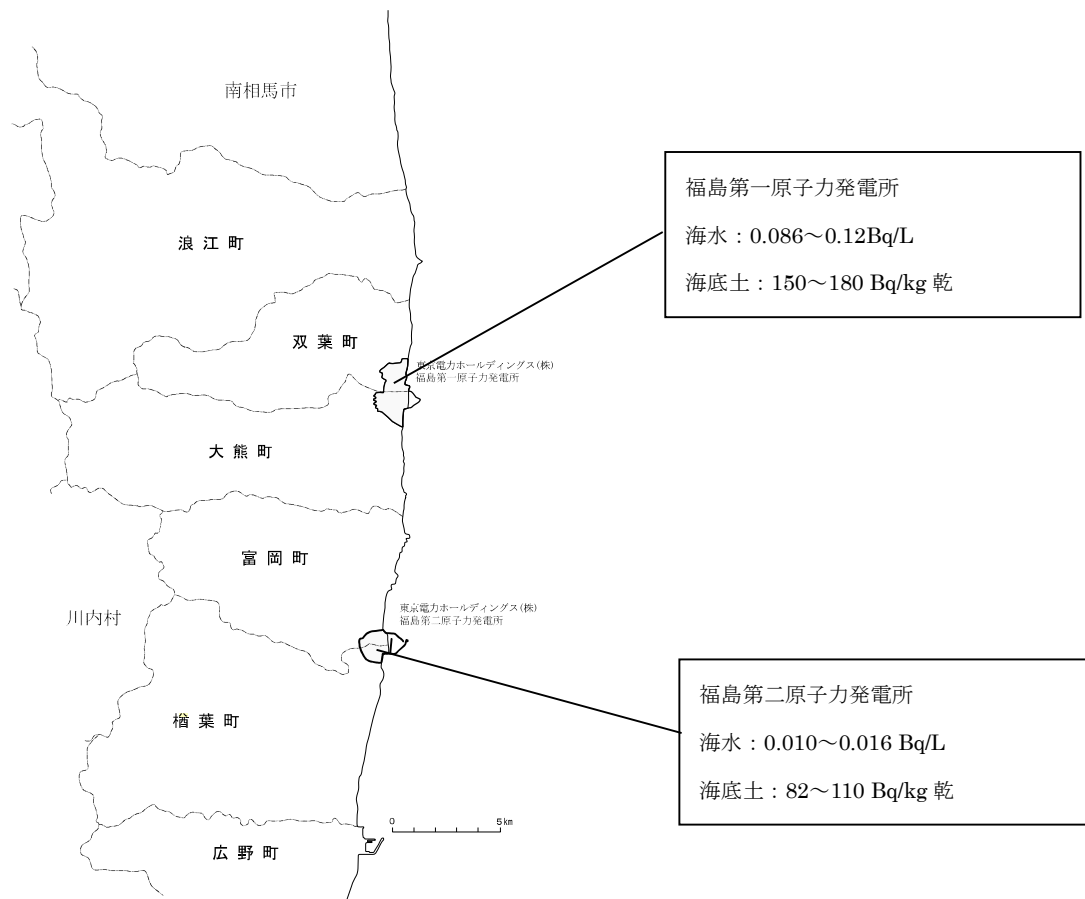 南相馬市
福島第一原子力発電所
海水：0.086～0.12Bq/L
海底土：150～180 Bq/kg 乾
浪江町
双葉町
東京電力ホールディングス(株)
福島第一原子力発電所
大熊町
富岡町
川内村
東京電力ホールディングス(株)
福島第二原子力発電所
福島第二原子力発電所
海水：0.010～0.016 Bq/L
海底土：82～110 Bq/kg 乾
楢葉町
0 5km
広野町